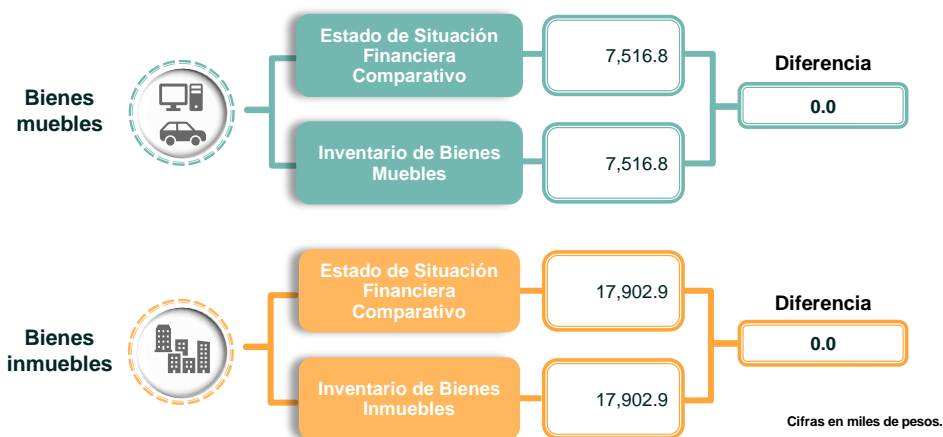 Bienes
muebles
Estado de Situación
Financiera
Comparativo
7,516.8
Inventario de Bienes
Muebles
7,516.8
Diferencia
0.0
Bienes
inmuebles
Estado de Situación
Financiera
Comparativo
17,902.9
Inventario de Bienes
Inmuebles
17,902.9
Diferencia
0.0
Cifras en miles de pesos.